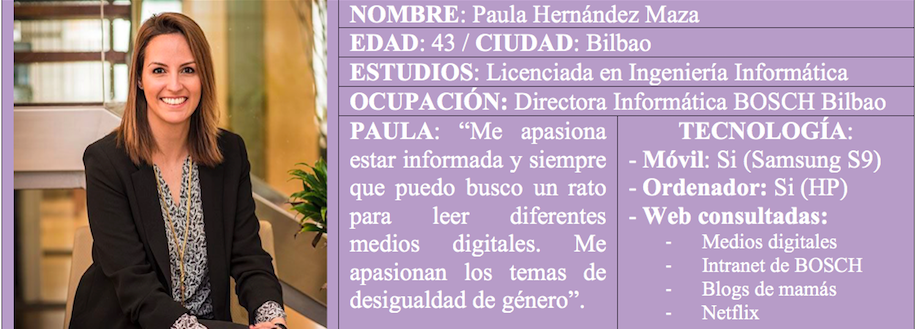 NOMBRE: Paula Hernández Maza
EDAD: 43 / CIUDAD: Bilbao
ESTUDIOS: Licenciada en Ingeniería Informática
OCUPACIÓN: Directora Informática BOSCH Bilbao
PAULA: “Me apasiona
estar informada y siempre
que puedo busco un rato
para leer diferentes
medios digitales. Me
apasionan los temas de
desigualdad de género”.
TECNOLOGÍA:
- Móvil: Si (Samsung S9)
- Ordenador: Si (HP)
- Web consultadas:
- Medios digitales
- Intranet de BOSCH
- Blogs de mamás
- Netflix